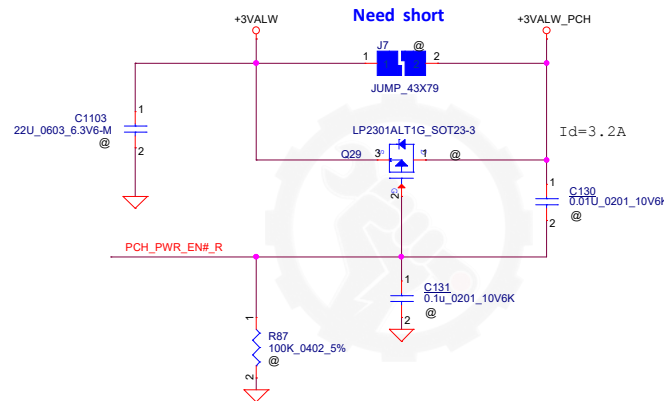 Need short
+3VALW
+3VALW_PCH
J7
@
1
1
2
2
JUMP_43X79
C1103
22U_0603_6.3V6-M
@
1
2
LP2301ALT1G_SOT23-3
Q29
3
1
@
2
Id=3.2A
C130
0.01U_0201_10V6K
@
1
2
PCH_PWR_EN#_R
C131
0.1u_0201_10V6K
@
1
2
R87
100K_0402_5%
@
1
2